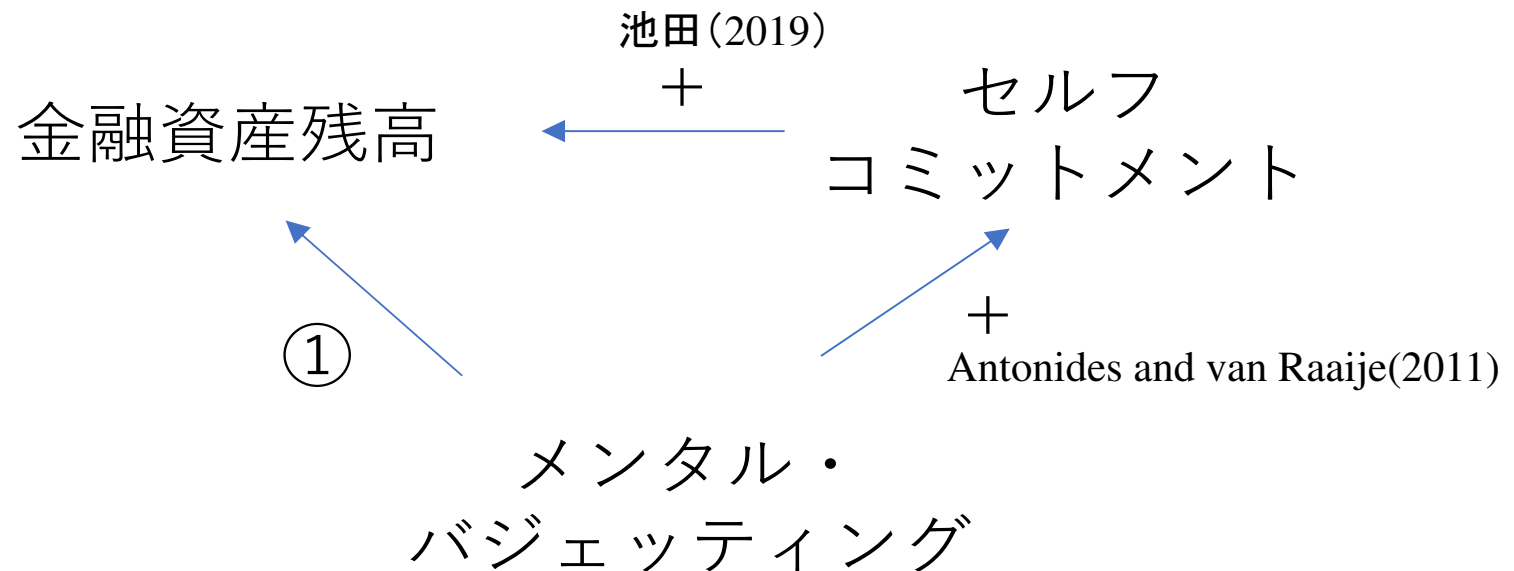 池田（2019）
＋
金融資産残高
セルフ
コミットメント
①
＋
Antonides and van Raaije(2011)
メンタル・
バジェッティング